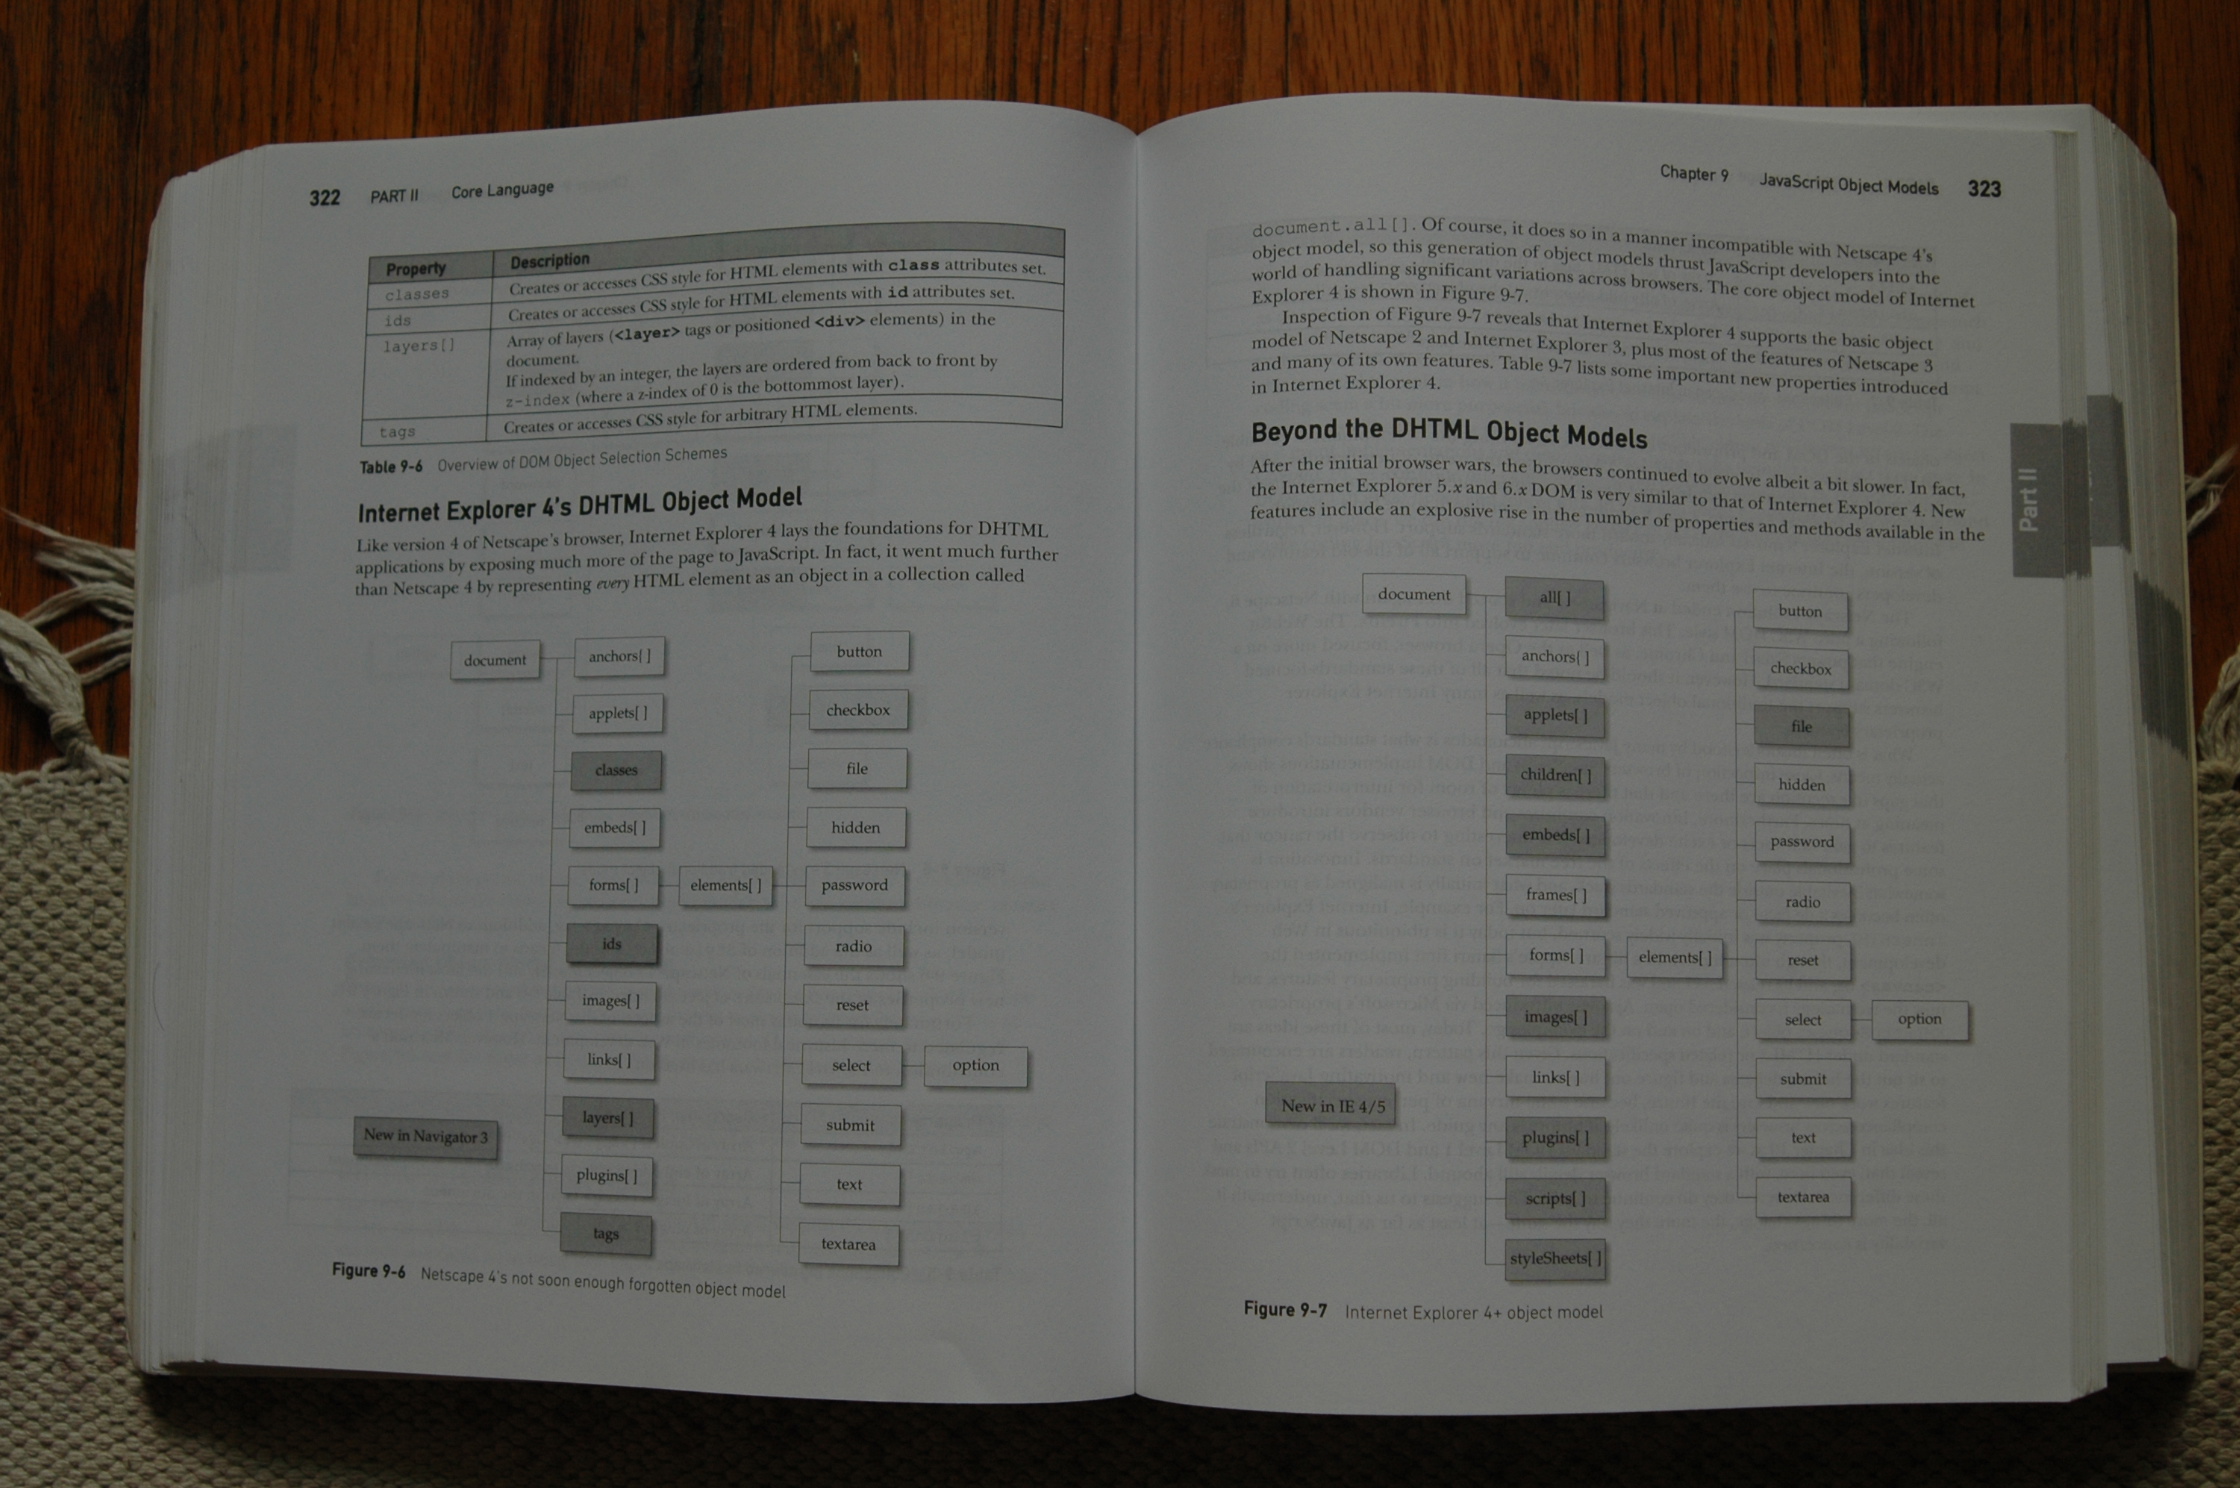 322 PART II Core Language
Property Description
classes Creates or accesses CSS style for HTML elements with class attributes set.
ids Creates or accesses CSS style for HTML elements with id attributes set.
layers[] Array of layers (<layer> tags or positioned <div> elements) in the
document.
If indexed by an integer, the layers are ordered from back to front by
z-index (where a z-index of 0 is the bottommost layer).
tags Creates or accesses CSS style for arbitrary HTML elements.
Table 9-6 Overview of DOM Object Selection Schemes
Internet Explorer 4's DHTML Object Model
Like version 4 of Netscape's browser, Internet Explorer 4 lays the foundations for DHTML
applications by exposing much more of the page to JavaScript. In fact, it went much further
than Netscape 4 by representing every HTML element as an object in a collection called
document
anchors[ ]
applets[ ]
classes
embeds[ ]
forms[ ]
ids
images[ ]
links[ ]
layers[ ]
plugins[ ]
tags
elements[ ]
button
checkbox
file
hidden
password
radio
reset
select
submit
text
textarea
option
New in Navigator 3
Figure 9-6 Netscape 4's not soon enough forgotten object model
Chapter 9 JavaScript Object Models 323
document.all[]. Of course, it does so in a manner incompatible with Netscape 4's
object model, so this generation of object models thrust JavaScript developers into the
world of handling significant variations across browsers. The core object model of Internet
Explorer 4 is shown in Figure 9-7.
Inspection of Figure 9-7 reveals that Internet Explorer 4 supports the basic object
model of Netscape 2 and Internet Explorer 3, plus most of the features of Netscape 3
and many of its own features. Table 9-7 lists some important new properties introduced
in Internet Explorer 4.
Beyond the DHTML Object Models
After the initial browser wars, the browsers continued to evolve albeit a bit slower. In fact,
the Internet Explorer 5.x and 6.x DOM is very similar to that of Internet Explorer 4. New
features include an explosive rise in the number of properties and methods available in the
document
all[ ]
anchors[ ]
applets[ ]
children[ ]
embeds[ ]
frames[ ]
forms[ ]
images[ ]
links[ ]
plugins[ ]
scripts[ ]
styleSheets[ ]
elements[ ]
button
checkbox
file
hidden
password
radio
reset
select
submit
text
textarea
option
New in IE 4/5
Figure 9-7 Internet Explorer 4+ object model
Part II